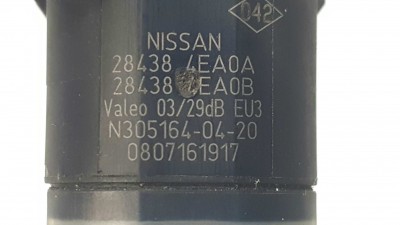 042
NISSAN
28438 4EA0A
28438 4EA0B
Valeo 03/29dB EU3
N305164-04-20
0807161917